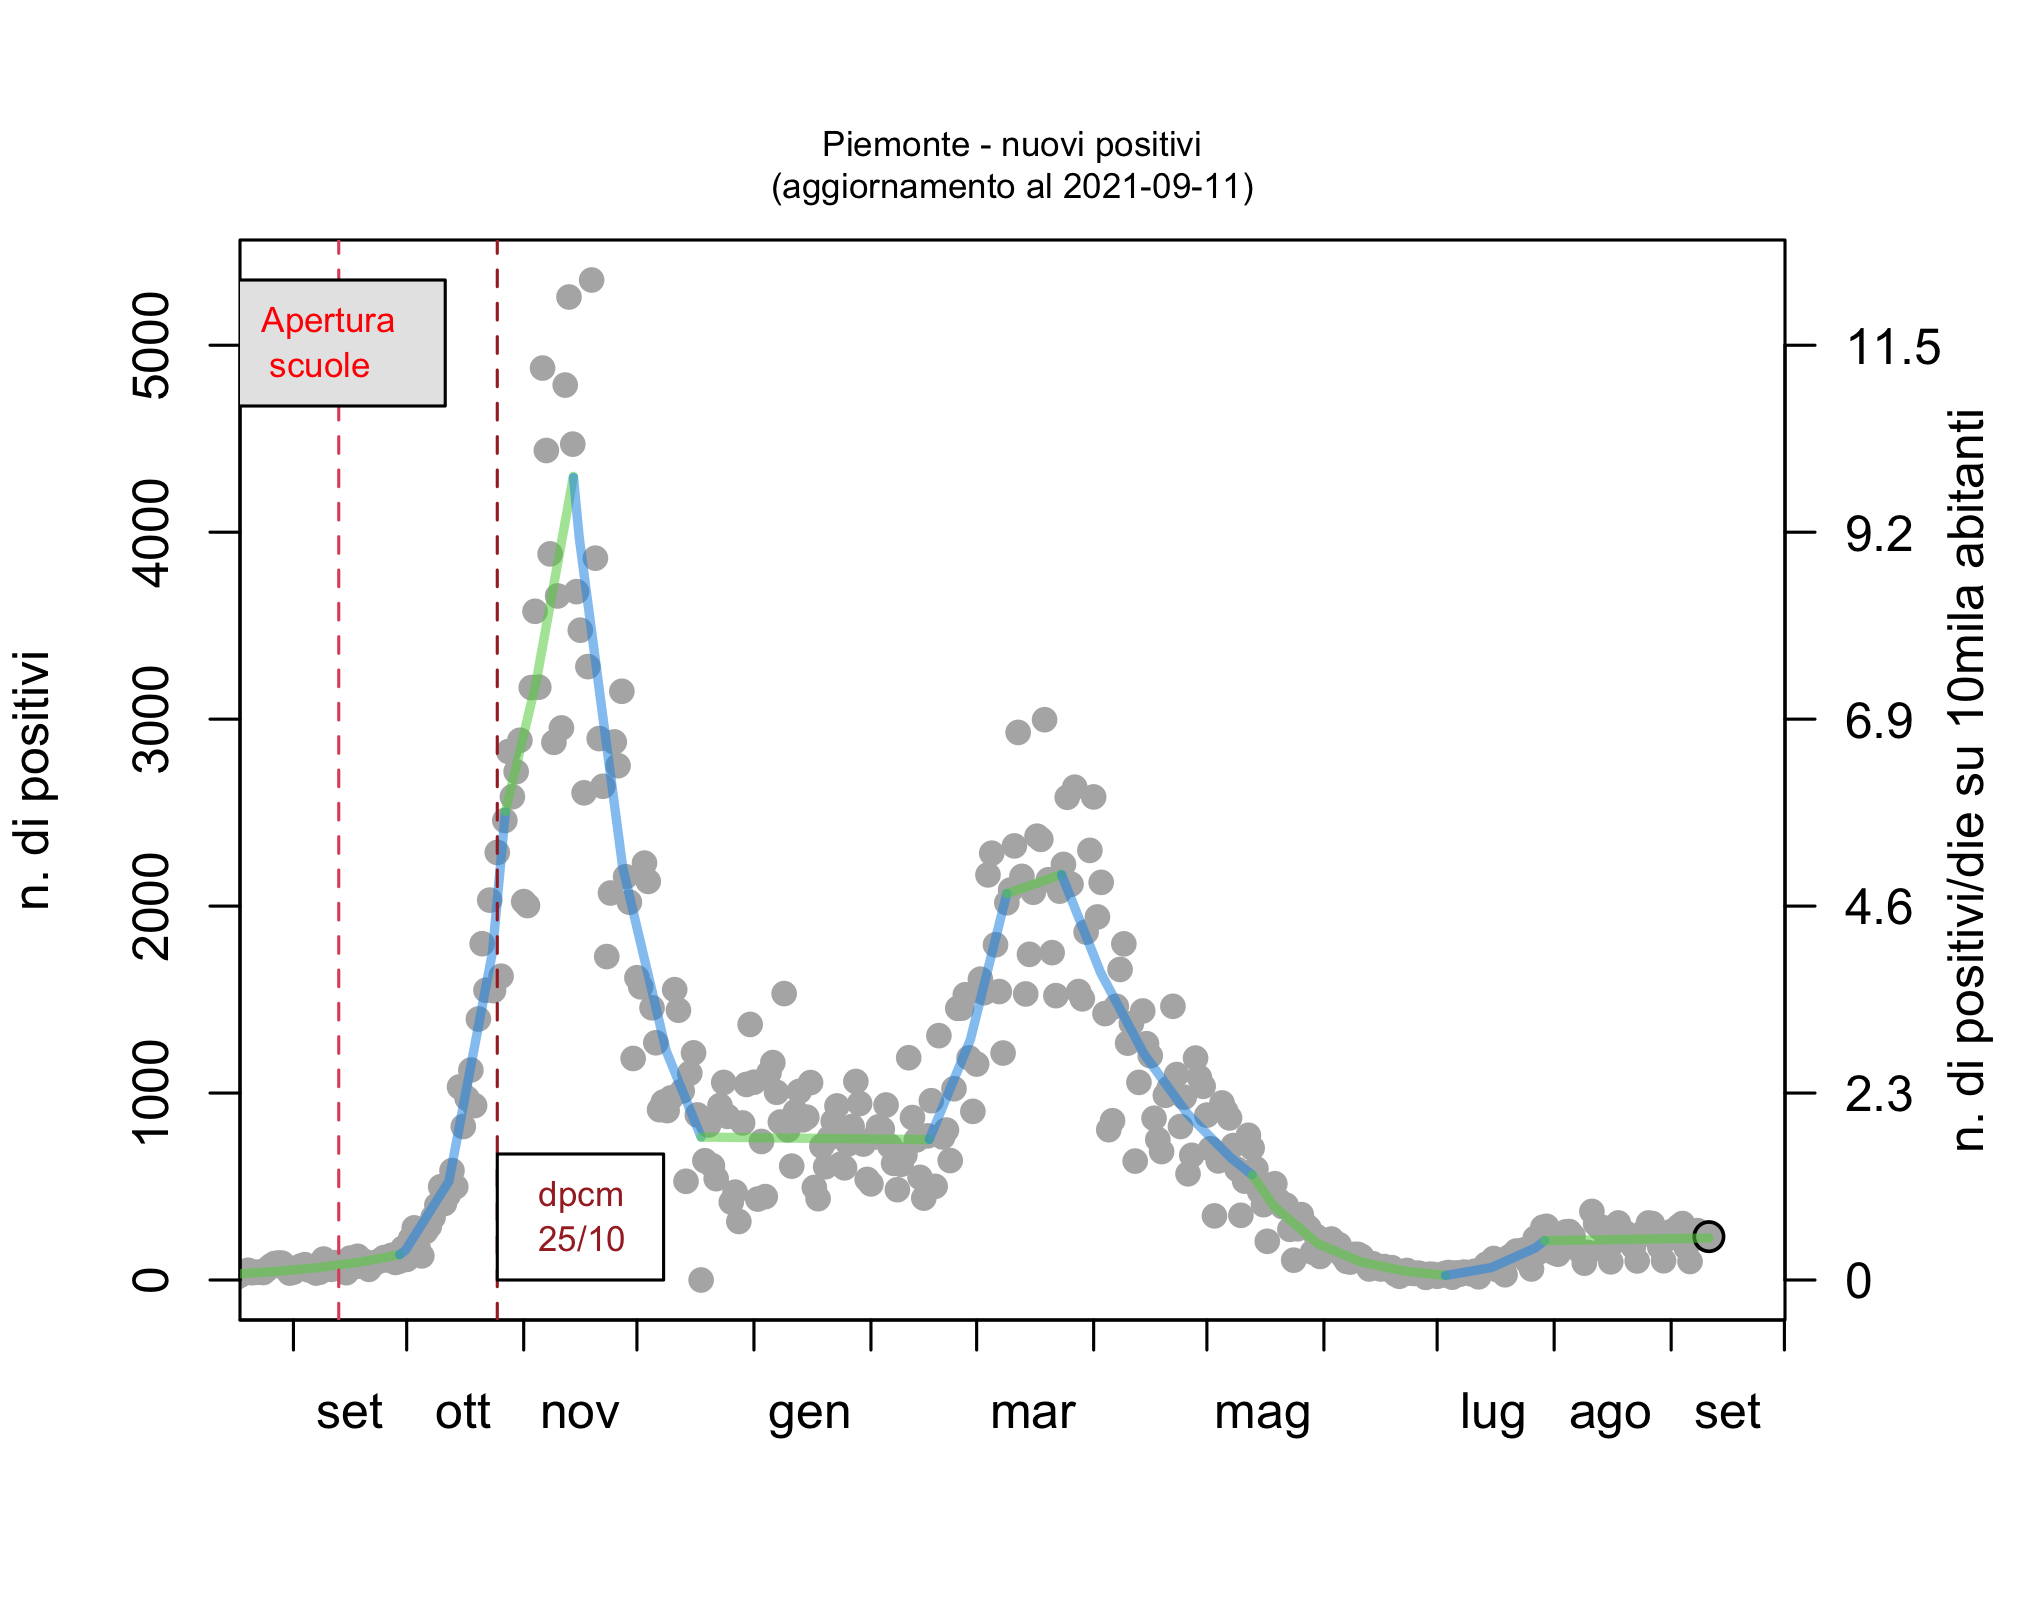 Piemonte - nuovi positivi
(aggiornamento al 2021-09-11)
Apertura
scuole
dpcm
25/10
n. di positivi
5000
4000
3000
2000
1000
0
11.5
9.2
6.9
4.6
2.3
0
n. di positivi/die su 10mila abitanti
set ott nov gen mar mag lug ago set